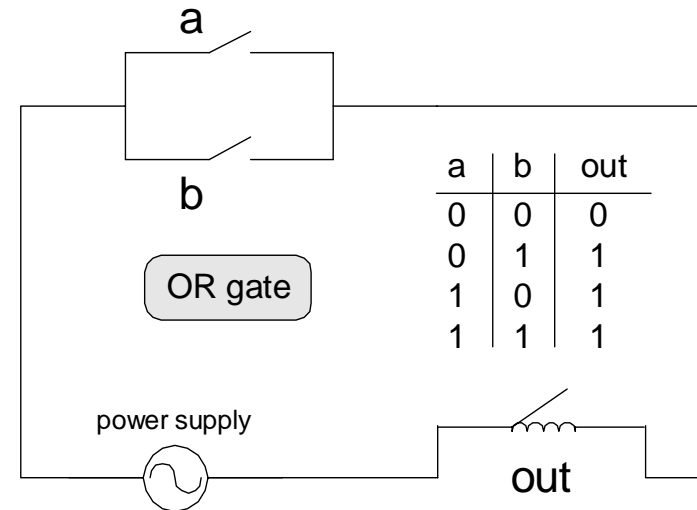 a
b
a b out
0 0 0
0 1 1
1 0 1
1 1 1
OR gate
power supply
out